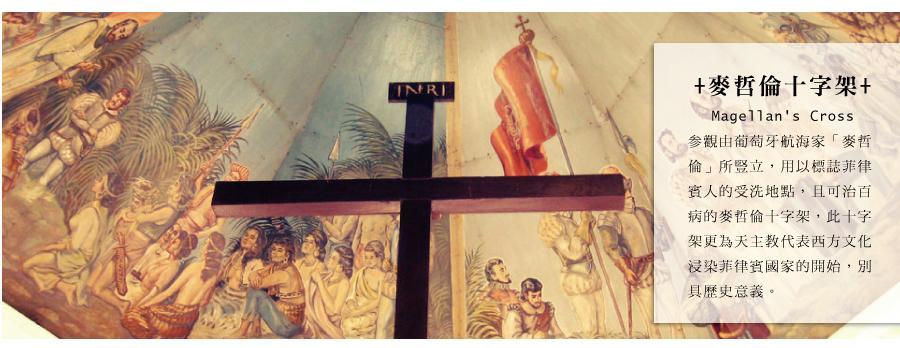 INRI
+麥哲倫十字架+
Magellan's Cross
參觀由葡萄牙航海家「麥哲
倫」所豎立，用以標誌菲律
賓人的受洗地點，且可治百
病的麥哲倫十字架，此十字
架更為天主教代表西方文化
浸染菲律賓國家的開始，別
具歷史意義。